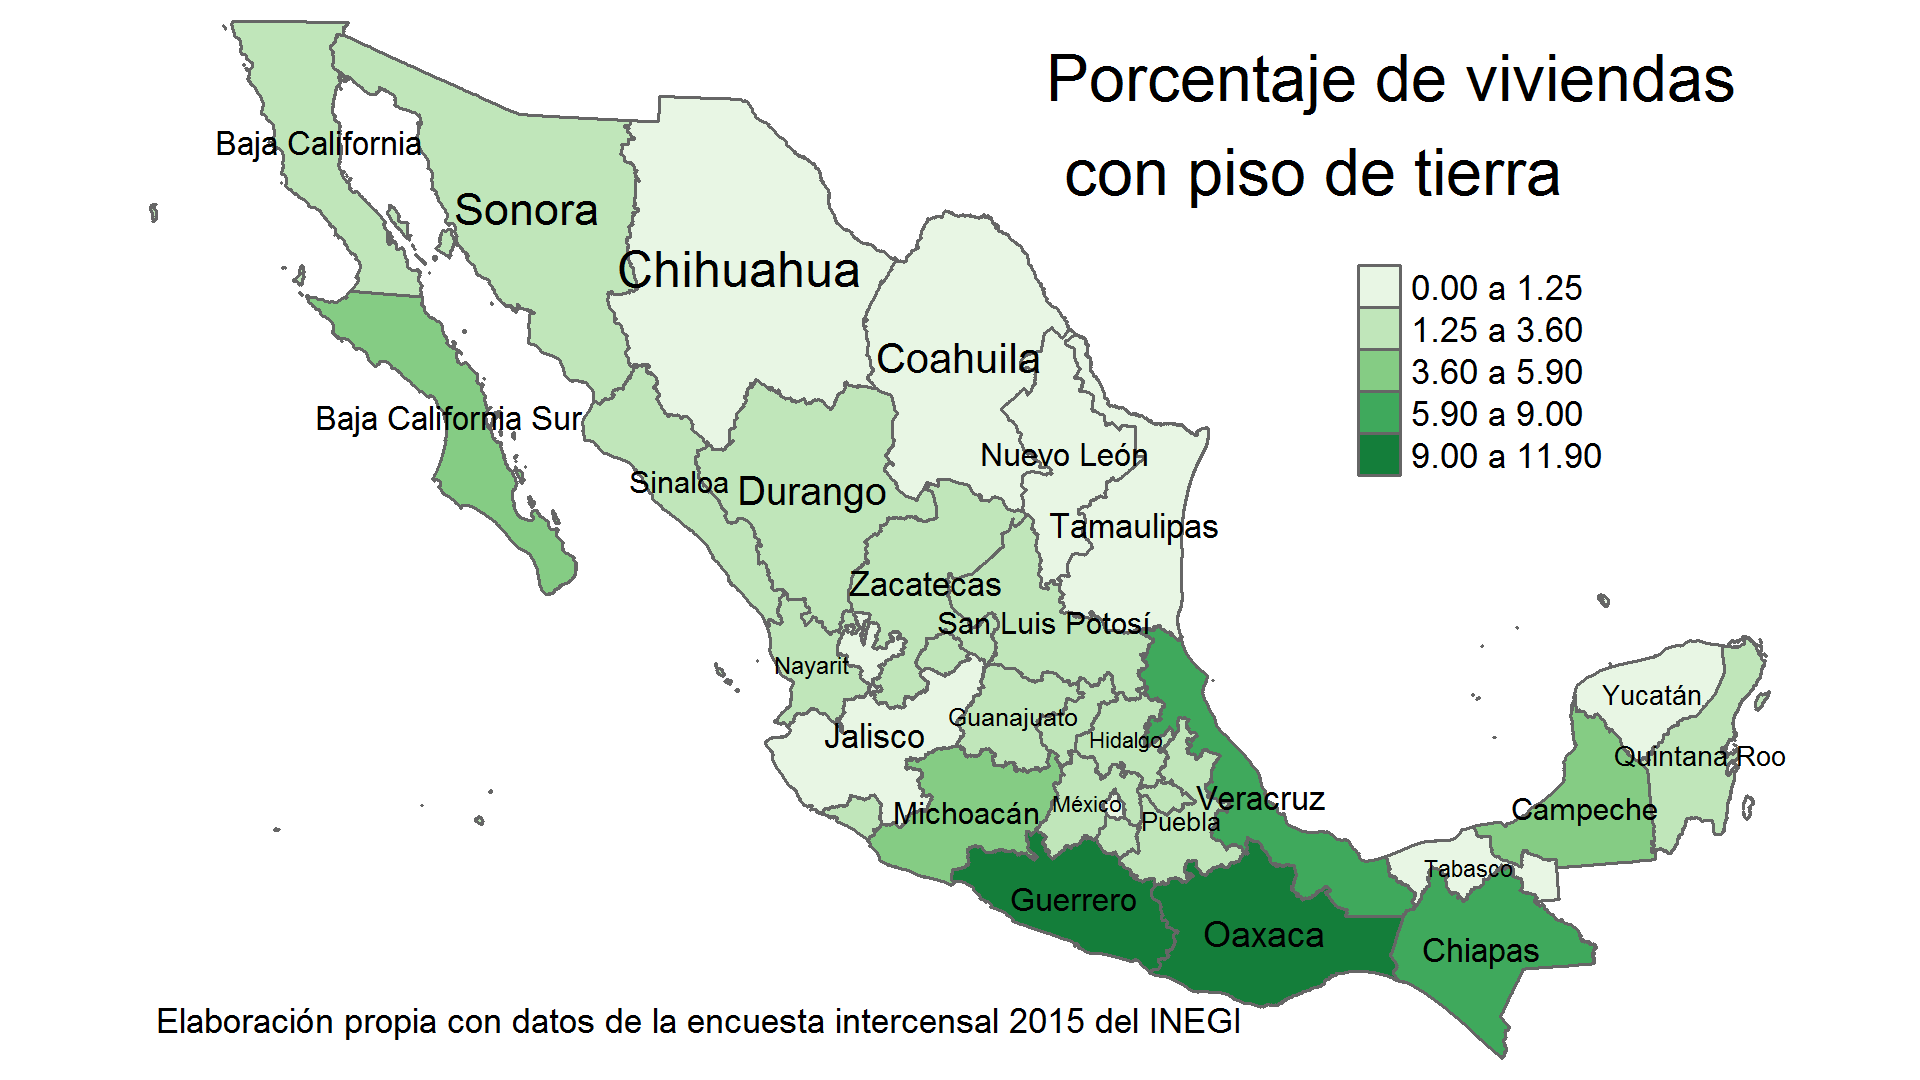 Porcentaje de viviendas
con piso de tierra
Baja California
Sonora
Chihuahua
0.00 a 1.25
1.25 a 3.60
3.60 a 5.90
5.90 a 9.00
9.00 a 11.90
Coahuila
Baja California Sur
Nuevo León
Sinaloa
Durango
Tamaulipas
Zacatecas
San Luis Potosí
Nayarit
Yucatán
Guanajuato
Jalisco
Hidalgo
Quintana Roo
Michoacán
México
Veracruz
Puebla
Campeche
Tabasco
Guerrero
Oaxaca
Chiapas
Elaboración propia con datos de la encuesta intercensal 2015 del INEGI